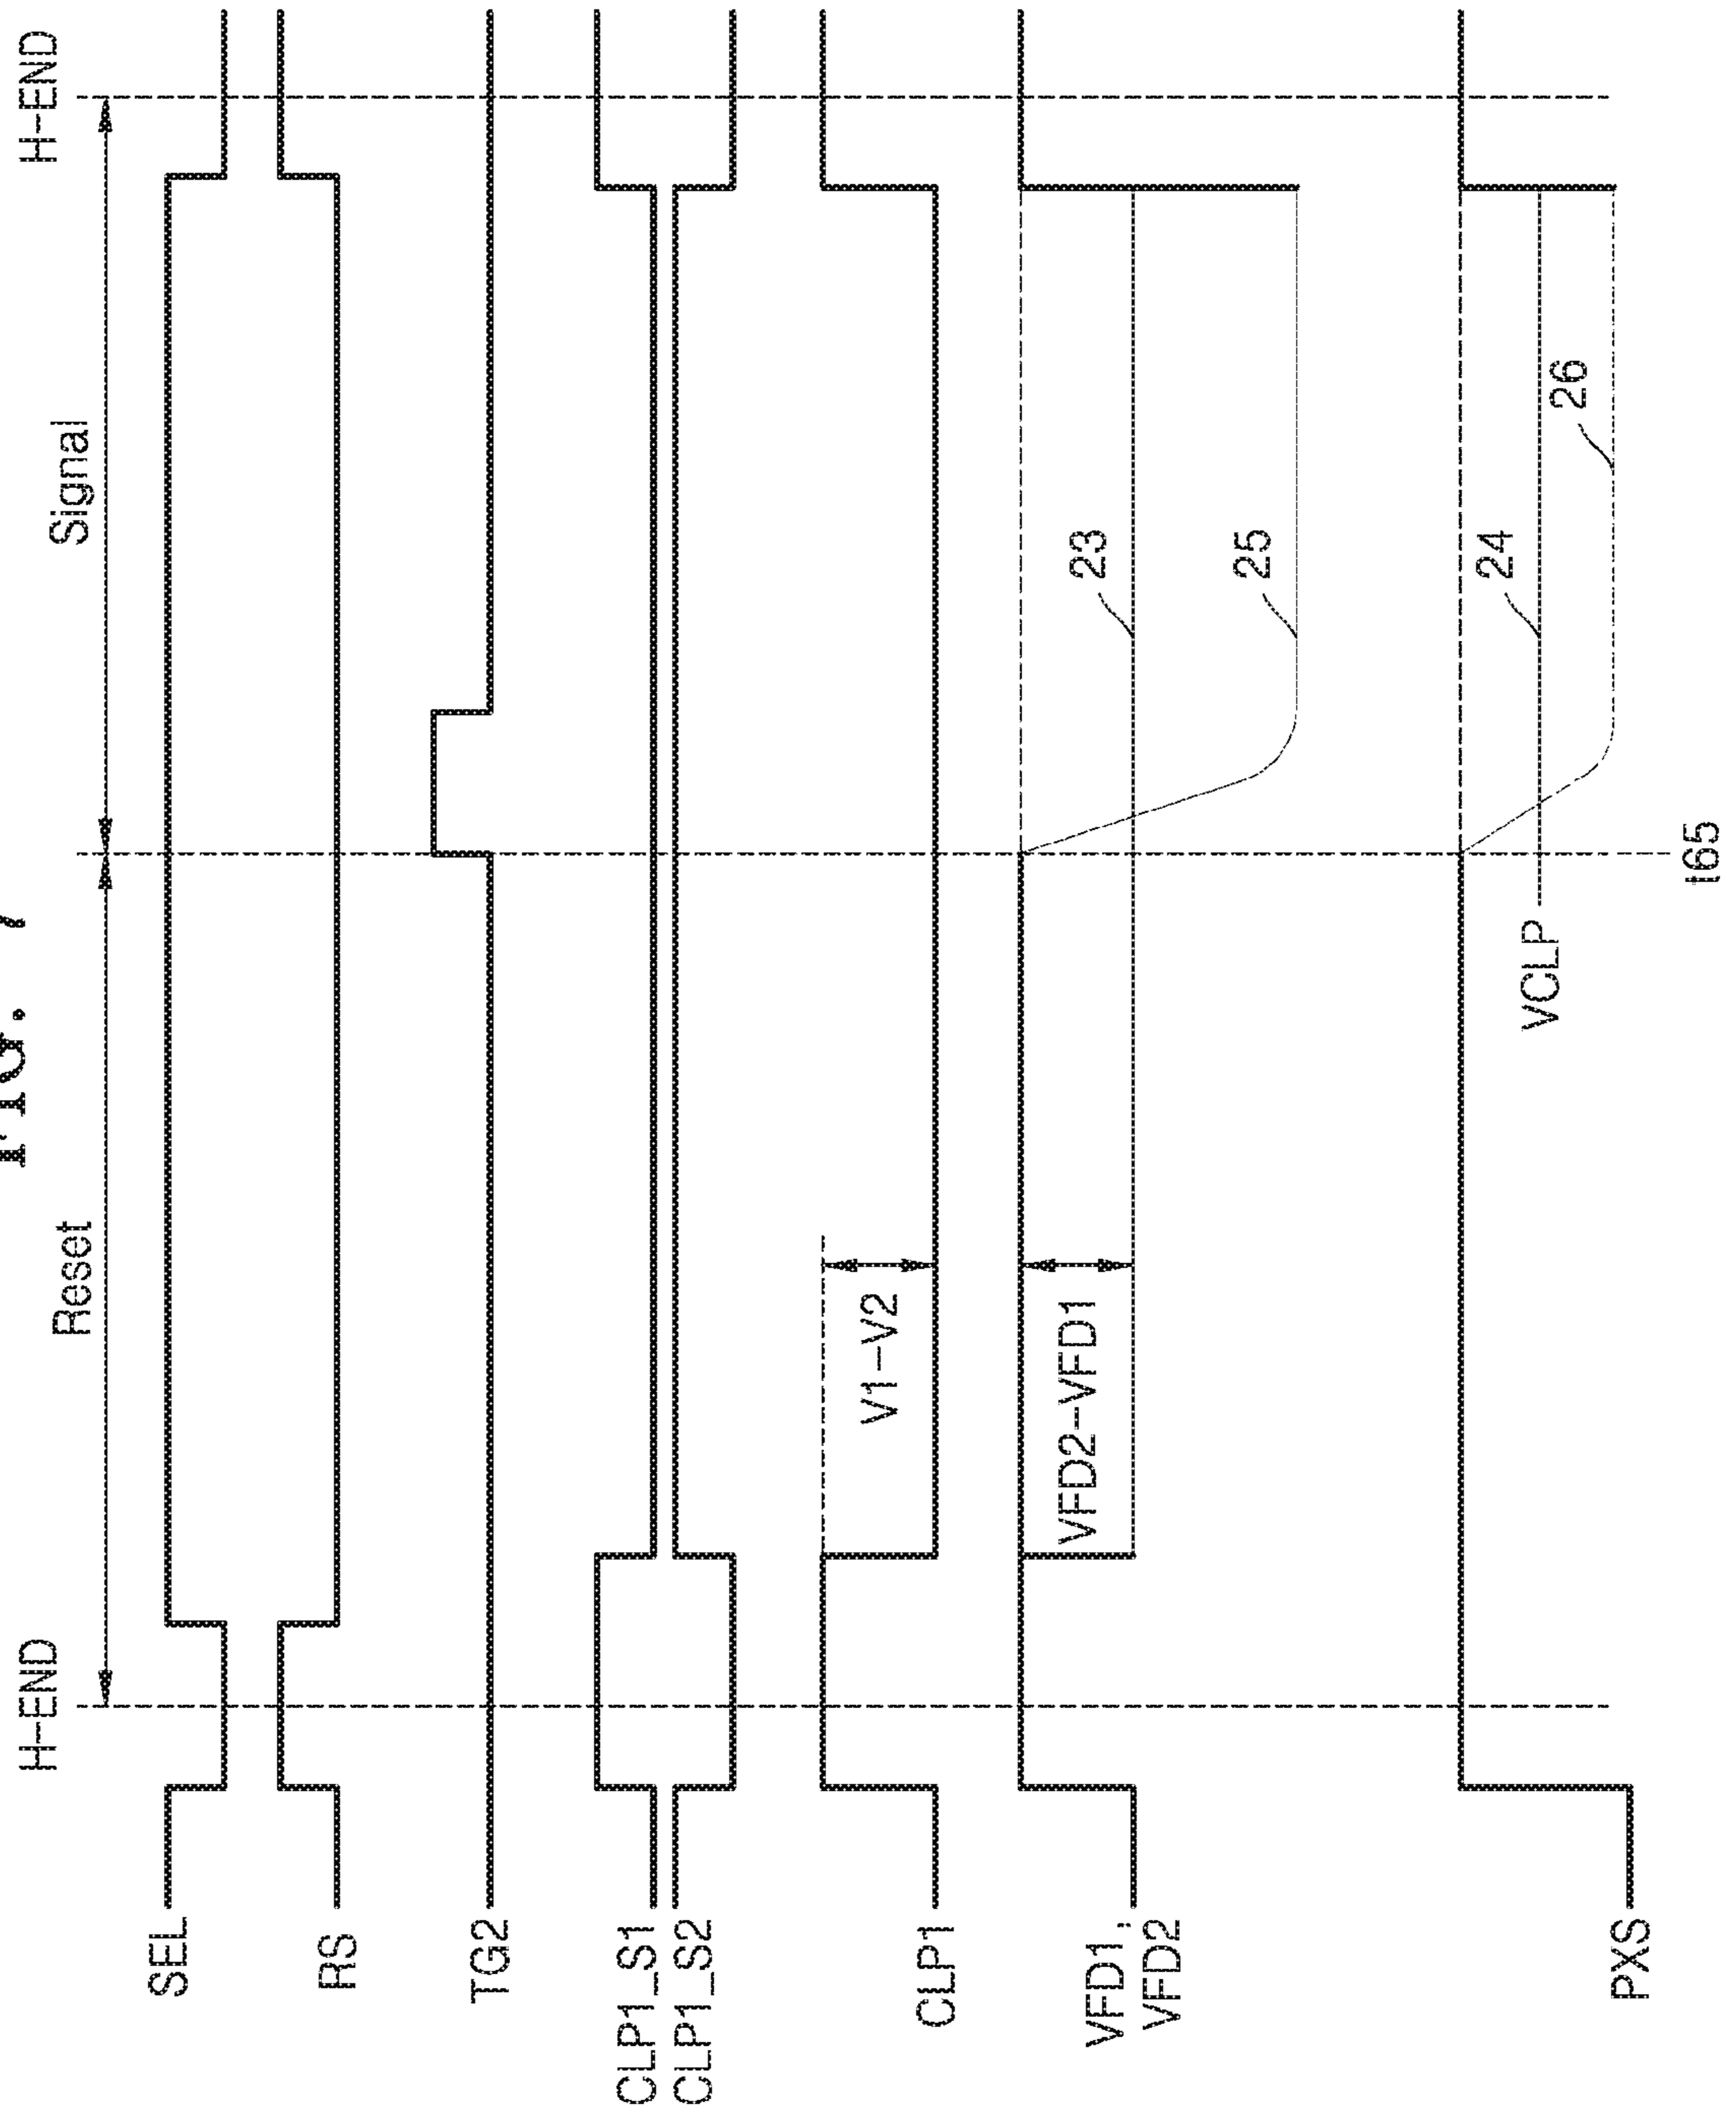 FIG. 7
H-END
Reset
Signal
H-END
SEL
RS
TG2
CLP1_S1
CLP1_S2
CLP1
V1-V2
VFD1,
VFD2
VFD2-VFD1
23
25
PXS
VCLP
24
26
t65